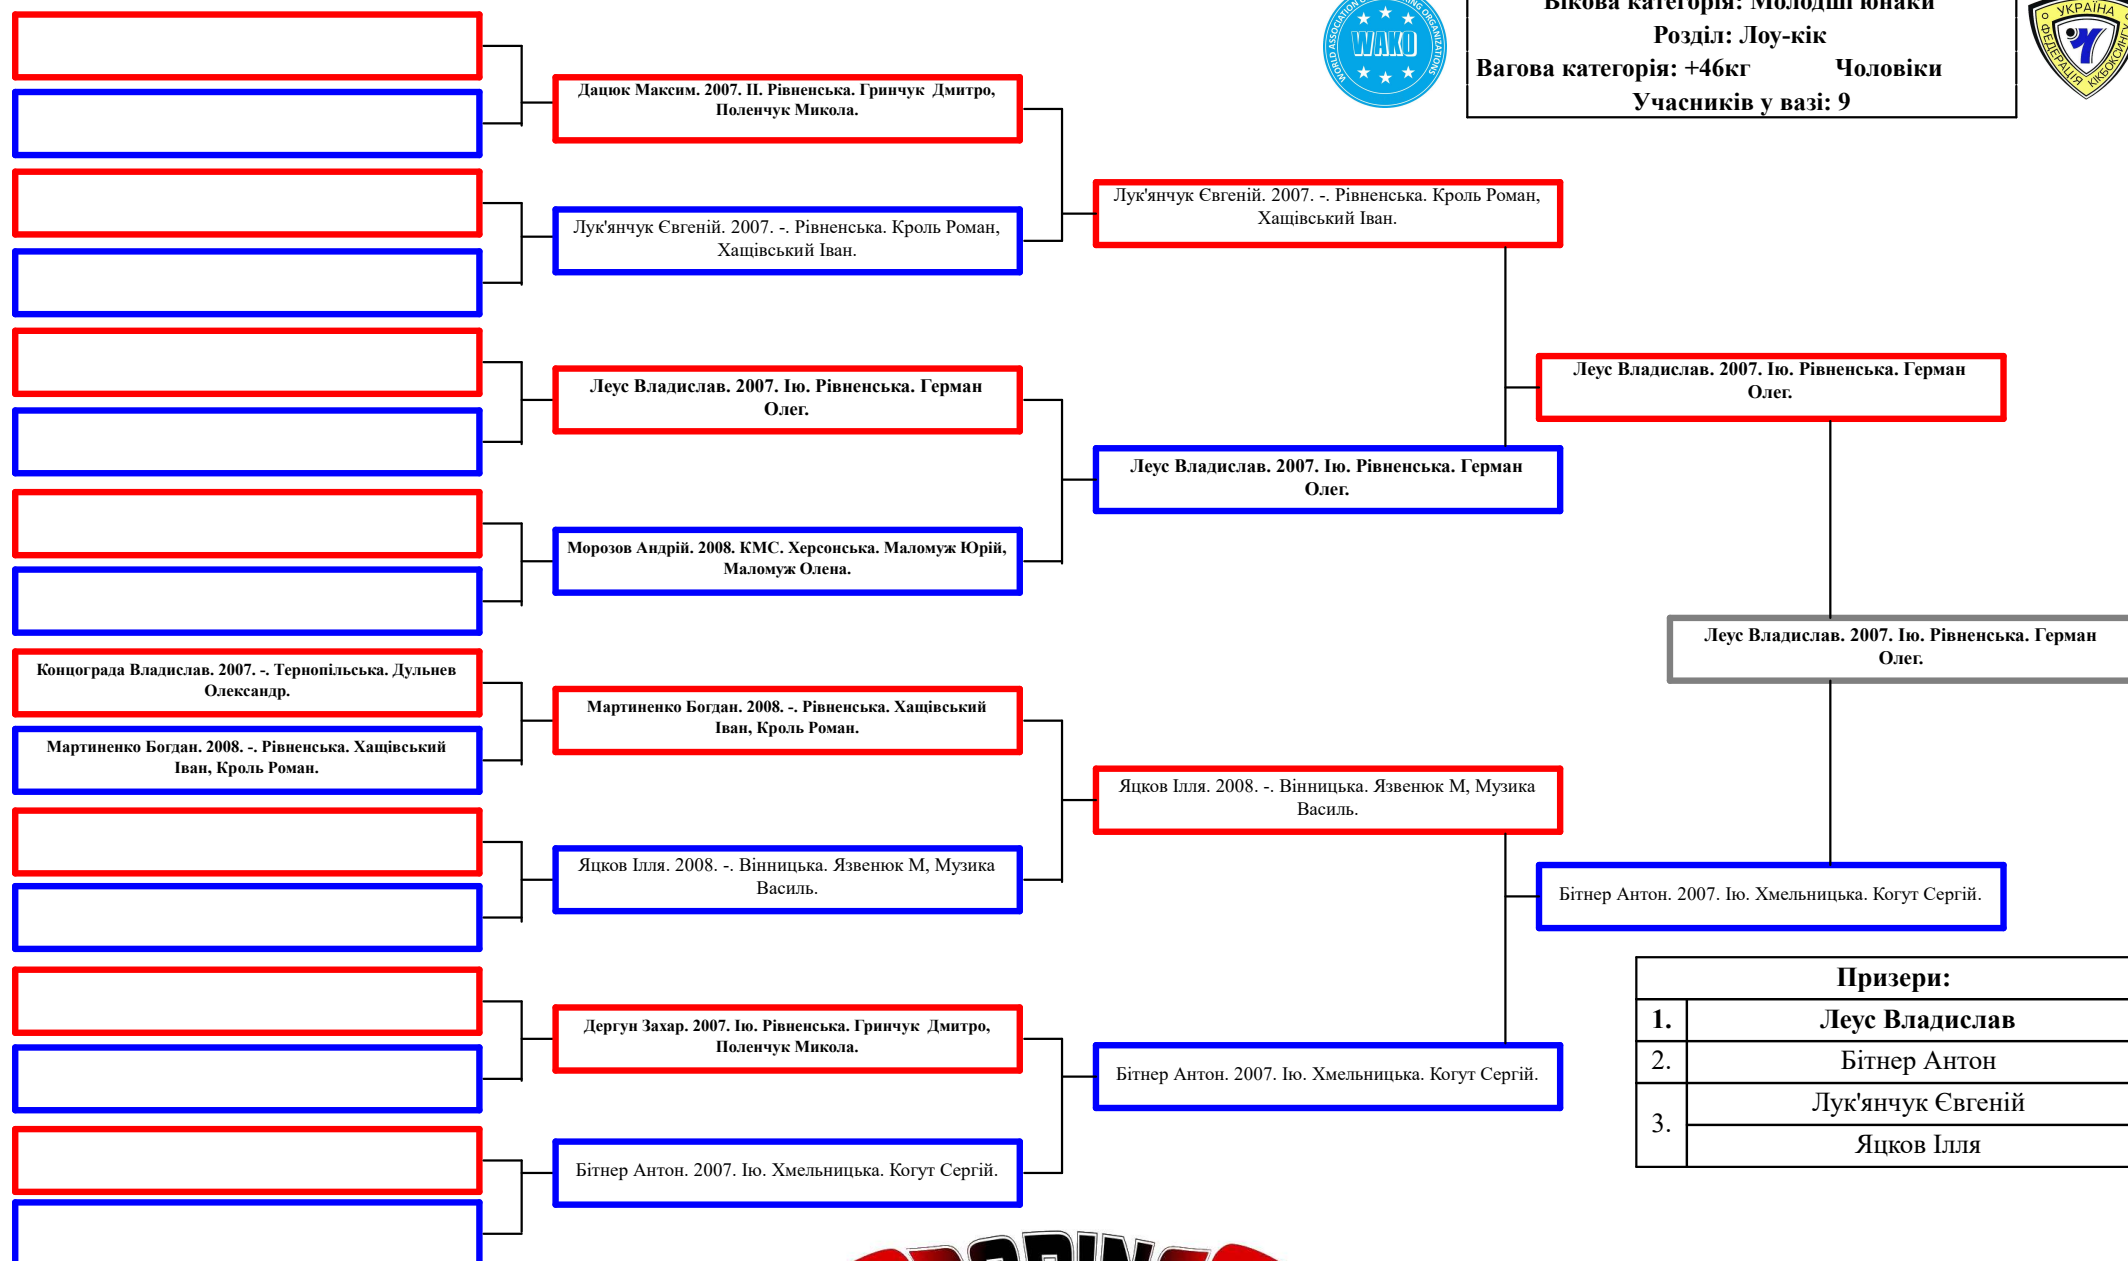 Вікова категорія: Молодші юнаки
Розділ: Лоу-кік
Вагова категорія: +46кг Чоловіки
Учасників у вазі: 9
WORLD ASSOCIATION
ORGANIZATIONS
WAKO
УКРАЇНА
ФЕДЕРАЦІЯ КІКБОКСИНГУ
Концограда Владислав. 2007. -. Тернопільська. Дульнев
Олександр.
Мартиненко Богдан. 2008. -. Рівненська. Хащівський
Іван, Кроль Роман.
Дацюк Максим. 2007. ІІ. Рівненська. Гринчук Дмитро,
Поленчук Микола.
Лук'янчук Євгеній. 2007. -. Рівненська. Кроль Роман,
Хащівський Іван.
Леус Владислав. 2007. Ію. Рівненська. Герман
Олег.
Морозов Андрій. 2008. КМС. Херсонська. Маломуж Юрій,
Маломуж Олена.
Мартиненко Богдан. 2008. -. Рівненська. Хащівський
Іван, Кроль Роман.
Яцков Ілля. 2008. -. Вінницька. Язвенюк М, Музика
Василь.
Дергун Захар. 2007. Ію. Рівненська. Гринчук Дмитро,
Поленчук Микола.
Бітнер Антон. 2007. Ію. Хмельницька. Когут Сергій.
Лук'янчук Євгеній. 2007. -. Рівненська. Кроль Роман,
Хащівський Іван.
Леус Владислав. 2007. Ію. Рівненська. Герман
Олег.
Яцков Ілля. 2008. -. Вінницька. Язвенюк М, Музика
Василь.
Бітнер Антон. 2007. Ію. Хмельницька. Когут Сергій.
Леус Владислав. 2007. Ію. Рівненська. Герман
Олег.
Бітнер Антон. 2007. Ію. Хмельницька. Когут Сергій.
Леус Владислав. 2007. Ію. Рівненська. Герман
Олег.
Призери:
1. Леус Владислав
2. Бітнер Антон
3. Лук'янчук Євгеній
Яцков Ілля